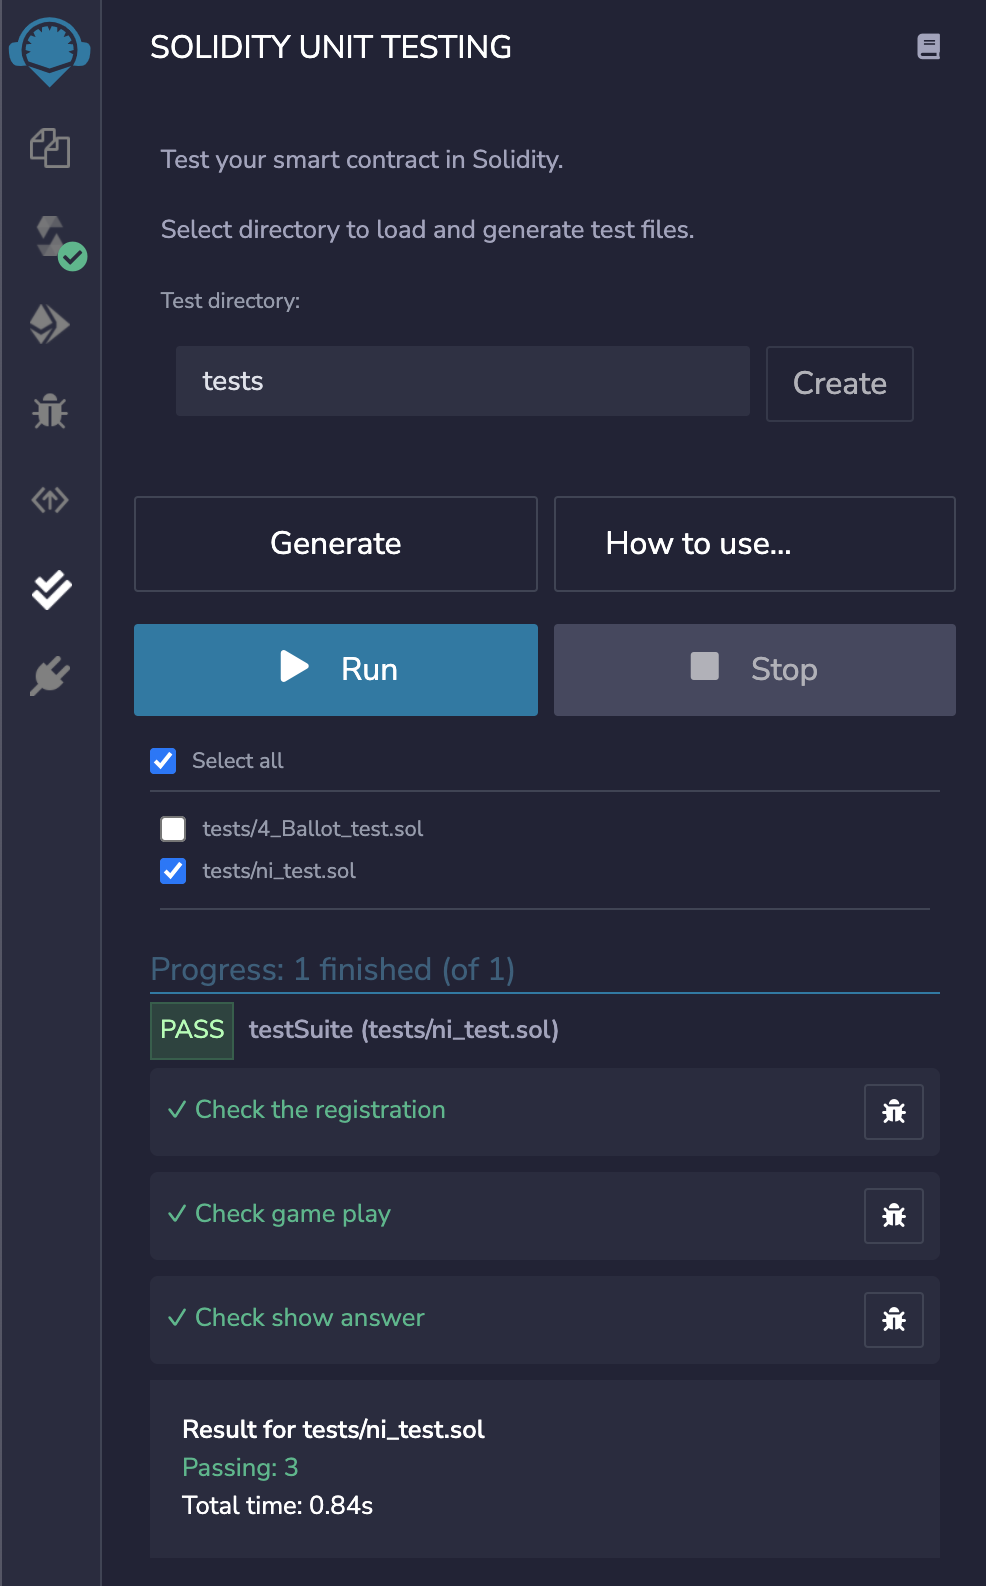 SOLIDITY UNIT TESTING
Test your smart contract in Solidity.
Select directory to load and generate test files.
Test directory:
tests
Create
Generate
How to use...
Run
Stop
Select all
tests/4_Ballot_test.sol
tests/ni_test.sol
Progress: 1 finished (of 1)
PASS testSuite (tests/ni_test.sol)
✓ Check the registration
✓ Check game play
✓ Check show answer
Result for tests/ni_test.sol
Passing: 3
Total time: 0.84s